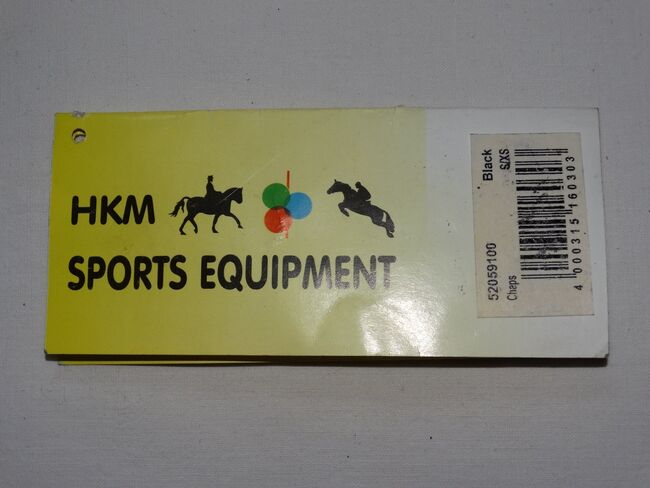 HKM
SPORTS EQUIPMENT
52059100 Black
Chaps S/XS
4 000315 160303